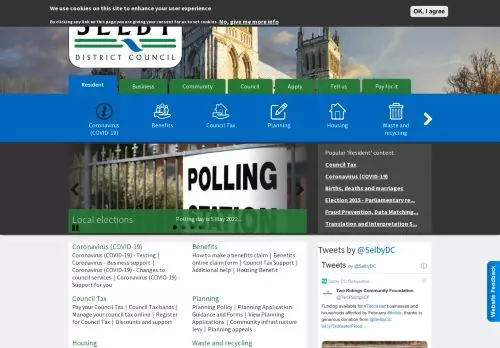 We use cookies on this site to enhance your user experience
By clicking any link on this page you are giving your consent for us to set cookies. No, give me more info
OK, I agree
SELBY
DISTRICT COUNCIL
Resident
Business
Community
Council
Apply
Tell us
Pay for it
Coronavirus (COVID-19)
Benefits
Council Tax
Planning
Housing
Waste and recycling
POLLING
STATION
Local elections
Polling day is 5 May 2022...
Popular 'Resident' content
Council Tax
Coronavirus (COVID-19)
Births, deaths and marriages
Election 2015 - Parliamentary re...
Fraud Prevention, Data Matching...
Translation and interpretation S...
Coronavirus (COVID-19)
Coronavirus (COVID-19) - Testing |
Coronavirus - Business support |
Coronavirus (COVID-19) - Changes to
council services | Coronavirus (COVID-19) -
Support for you
Benefits
How to make a benefits claim | Benefits
online claim form | Council Tax Support |
Additional help | Housing Benefit
Council Tax
Pay your Council Tax | Council Tax bands |
Manage your council tax online | Register
for Council Tax | Discounts and support
Planning
Planning Policy | Planning Application
Guidance and Forms | View Planning
Applications | Community infrastructure
levy | Planning appeals
Housing
Waste and recycling
Tweets by @SelbyDC
Tweets by @SelbyDC
Selby DC Retweeted
Two Ridings Community Foundation
@TwoRidingsCF
Funding available for #Tadcaster businesses and
households affected by February #floods, thanks to
generous donation from @SelbyDC
Website Feedback